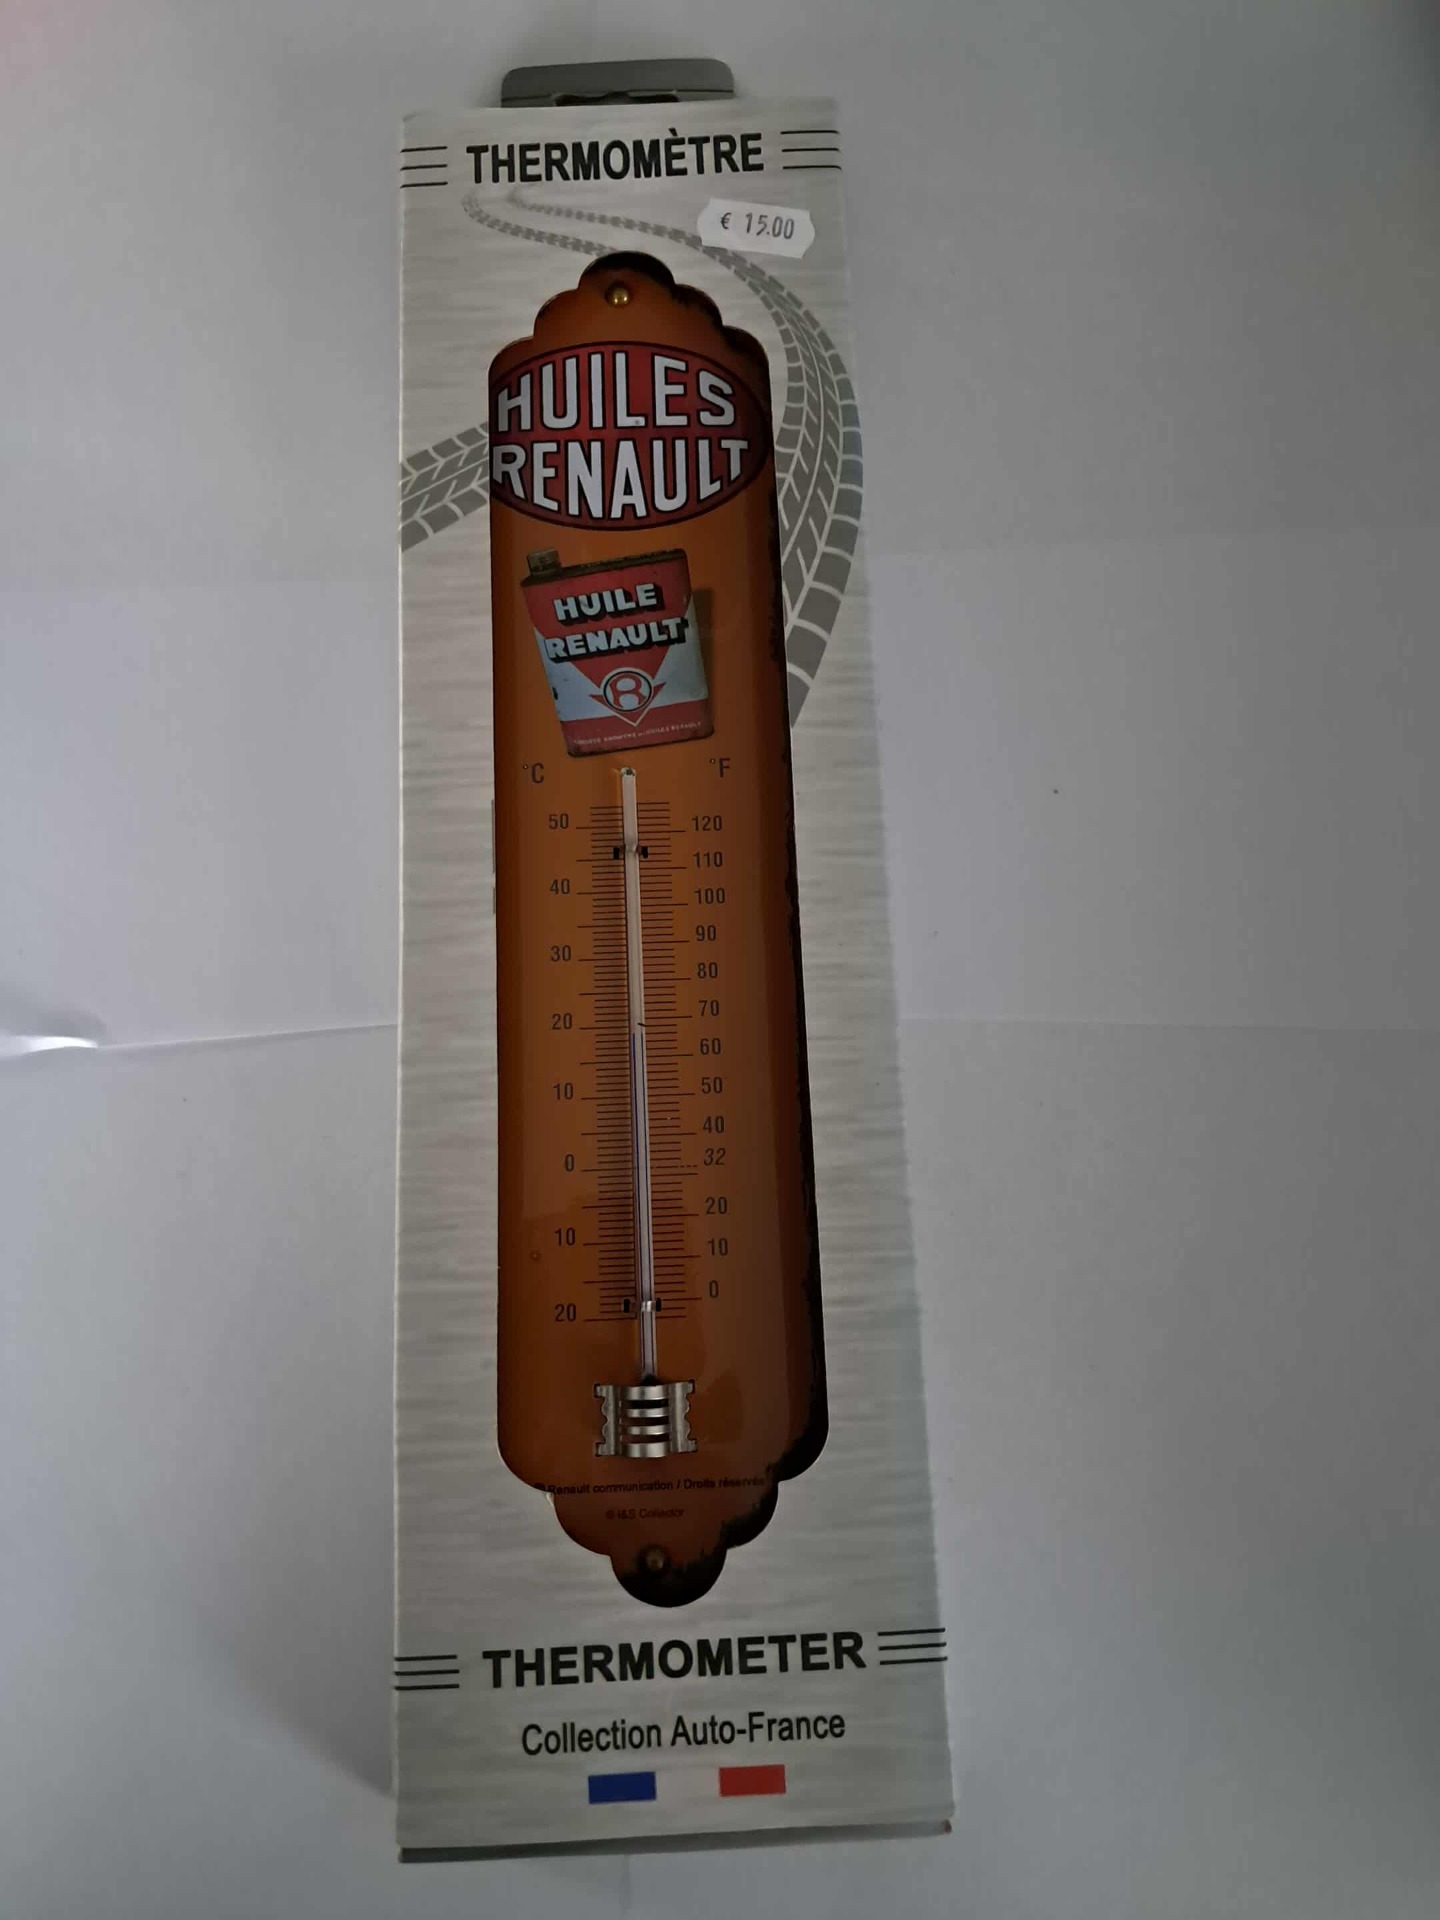 THERMOMÈTRE
€ 15.00
HUILES
RENAULT
HUILE
RENAULT
R
°C °F
50 120
110
40 100
90
30 80
70
20 60
10 50
40
0 32
20
10 10
0
20
Renault communication / Droits réservés
© I&S Collector
THERMOMETER
Collection Auto-France